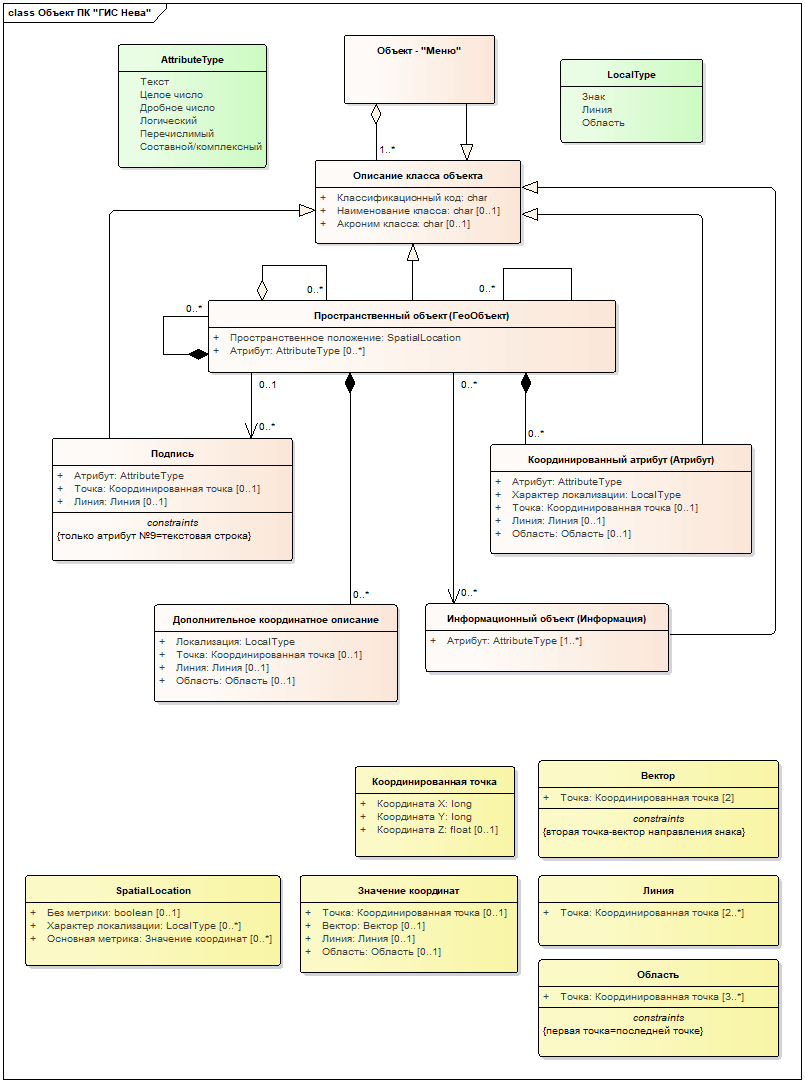 class Объект ПК "ГИС Нева"
AttributeType
Текст
Целое число
Дробное число
Логический
Перечислимый
Составной/комплексный
Объект - "Меню"
LocalType
Знак
Линия
Область
1..*
Описание класса объекта
+ Классификационный код: char
+ Наименование класса: char [0..1]
+ Акроним класса: char [0..1]
0..*
0..*
0..*
Пространственный объект (ГеоОбъект)
+ Пространственное положение: SpatialLocation
+ Атрибут: AttributeType [0..*]
0..1
0..*
0..*
0..*
Подпись
+ Атрибут: AttributeType
+ Точка: Координированная точка [0..1]
+ Линия: Линия [0..1]
constraints
{только атрибут №9=текстовая строка}
Координированный атрибут (Атрибут)
+ Атрибут: AttributeType
+ Характер локализации: LocalType
+ Точка: Координированная точка [0..1]
+ Линия: Линия [0..1]
+ Область: Область [0..1]
0..*
0..*
Дополнительное координатное описание
+ Локализация: LocalType
+ Точка: Координированная точка [0..1]
+ Линия: Линия [0..1]
+ Область: Область [0..1]
Информационный объект (Информация)
+ Атрибут: AttributeType [1..*]
Координированная точка
+ Координата X: long
+ Координата Y: long
+ Координата Z: float [0..1]
Вектор
+ Точка: Координированная точка [2]
constraints
{вторая точка-вектор направления знака}
SpatialLocation
+ Без метрики: boolean [0..1]
+ Характер локализации: LocalType [0..*]
+ Основная метрика: Значение координат [0..*]
Значение координат
+ Точка: Координированная точка [0..1]
+ Вектор: Вектор [0..1]
+ Линия: Линия [0..1]
+ Область: Область [0..1]
Линия
+ Точка: Координированная точка [2..*]
Область
+ Точка: Координированная точка [3..*]
constraints
{первая точка=последней точке}